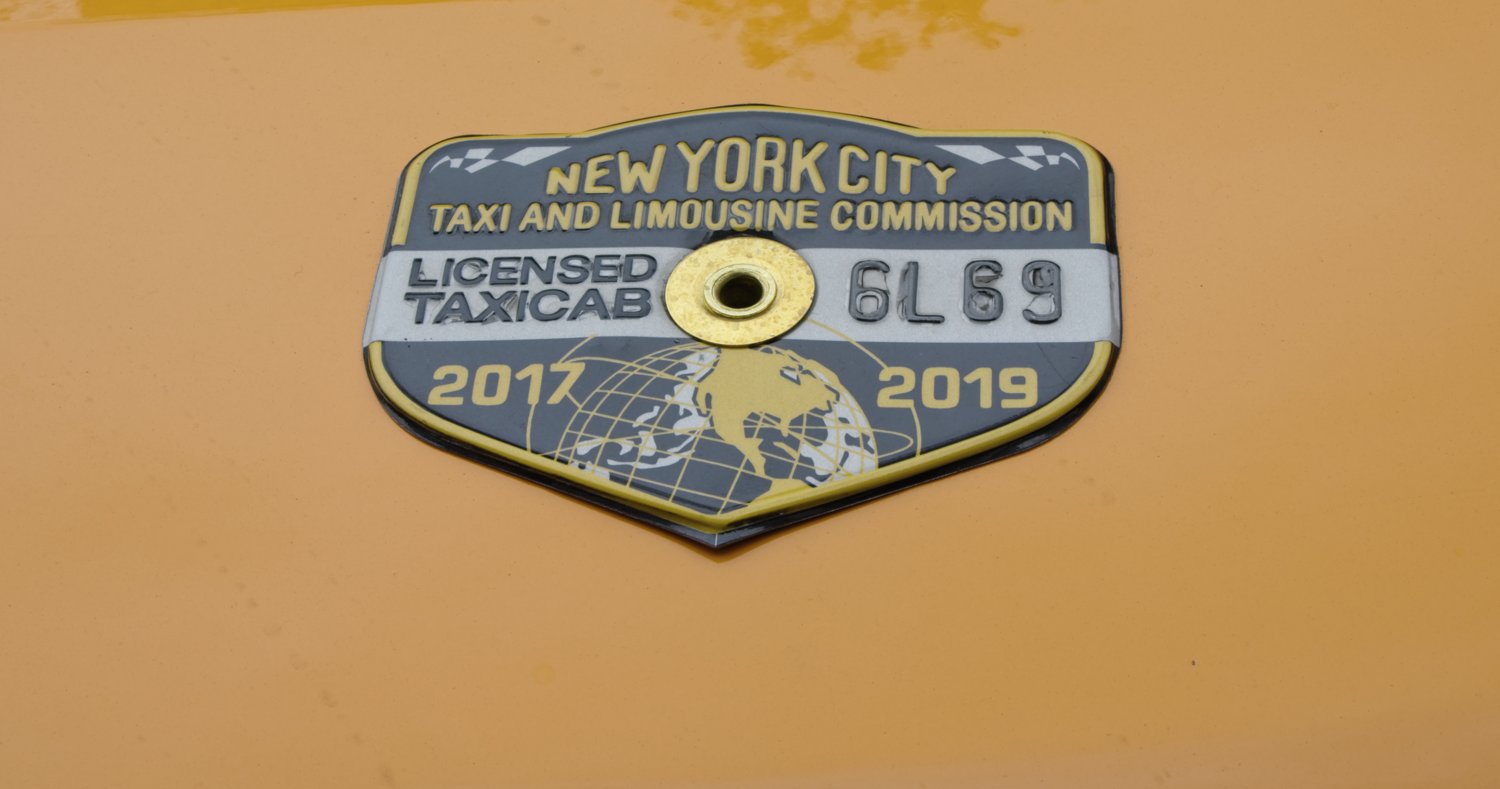 NEW YORK CITY
TAXI AND LIMOUSINE COMMISSION
LICENSED
TAXICAB
6L69
2017
2019